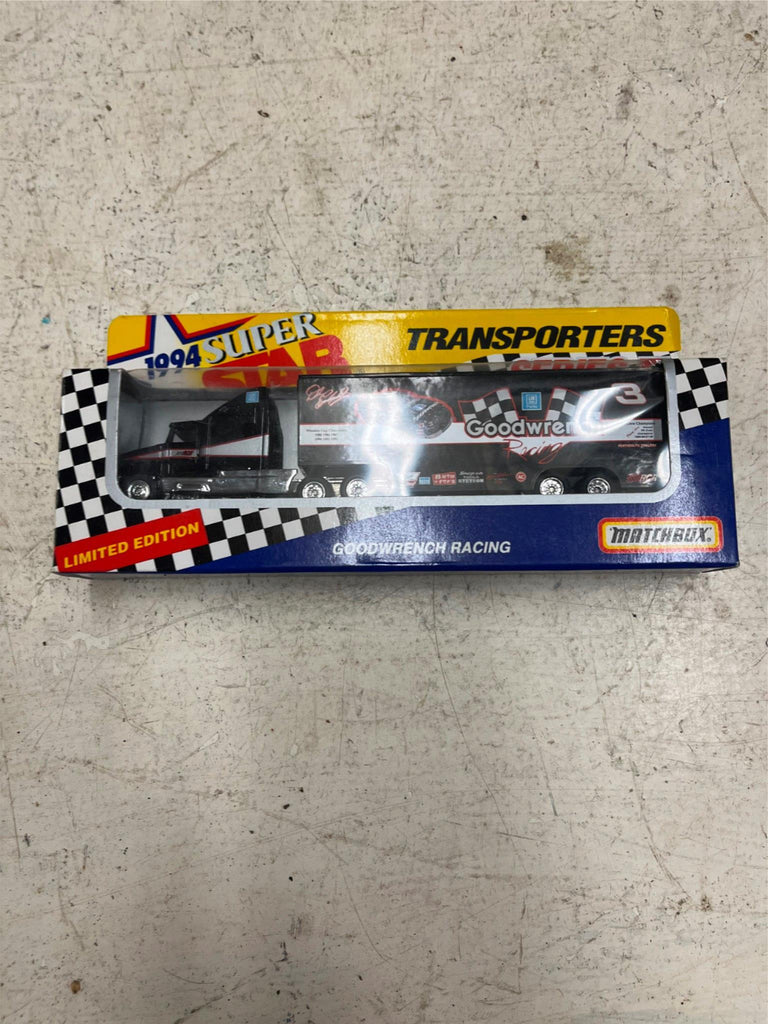 1994 SUPER
STAR
TRANSPORTERS
SERIES
3
Goodwrench
Racing
LIMITED EDITION
GOODWRENCH RACING
MATCHBOX